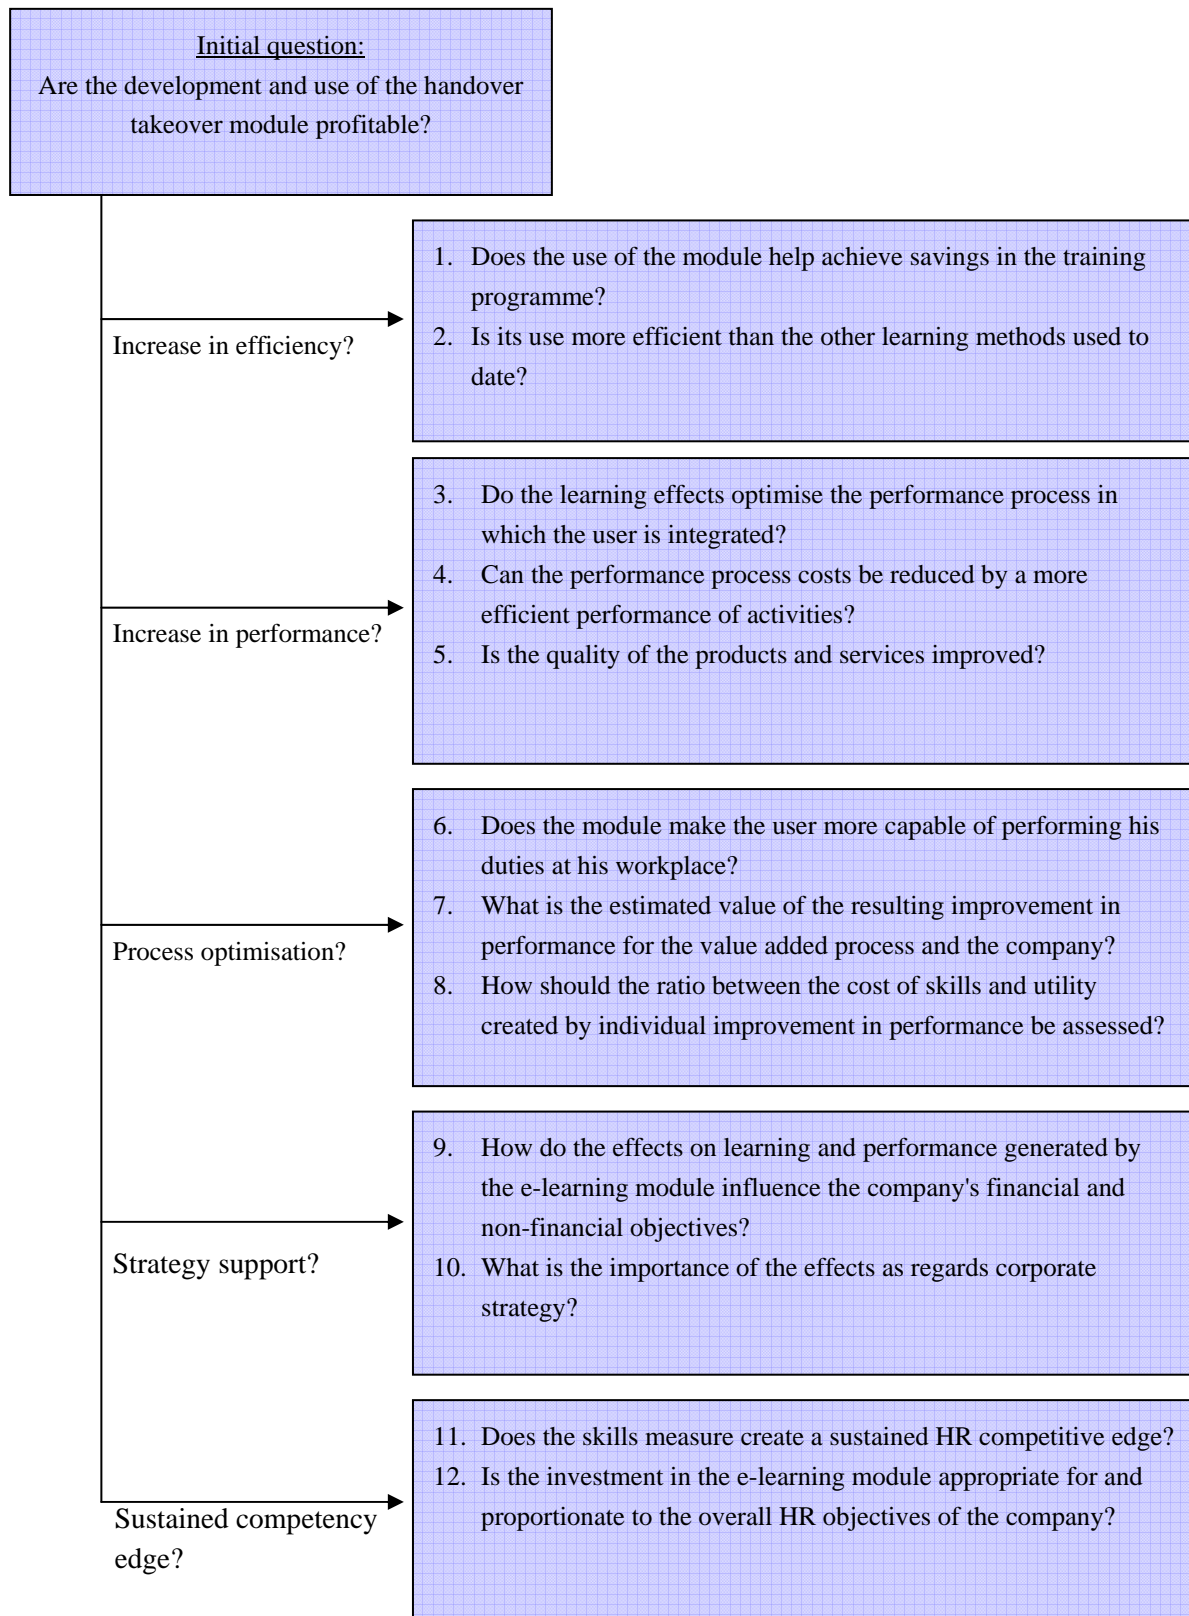 Initial question:
Are the development and use of the handover
takeover module profitable?
Increase in efficiency?
1. Does the use of the module help achieve savings in the training
programme?
2. Is its use more efficient than the other learning methods used to
date?
Increase in performance?
3. Do the learning effects optimise the performance process in
which the user is integrated?
4. Can the performance process costs be reduced by a more
efficient performance of activities?
5. Is the quality of the products and services improved?
Process optimisation?
6. Does the module make the user more capable of performing his
duties at his workplace?
7. What is the estimated value of the resulting improvement in
performance for the value added process and the company?
8. How should the ratio between the cost of skills and utility
created by individual improvement in performance be assessed?
Strategy support?
9. How do the effects on learning and performance generated by
the e-learning module influence the company's financial and
non-financial objectives?
10. What is the importance of the effects as regards corporate
strategy?
Sustained competency
edge?
11. Does the skills measure create a sustained HR competitive edge?
12. Is the investment in the e-learning module appropriate for and
proportionate to the overall HR objectives of the company?